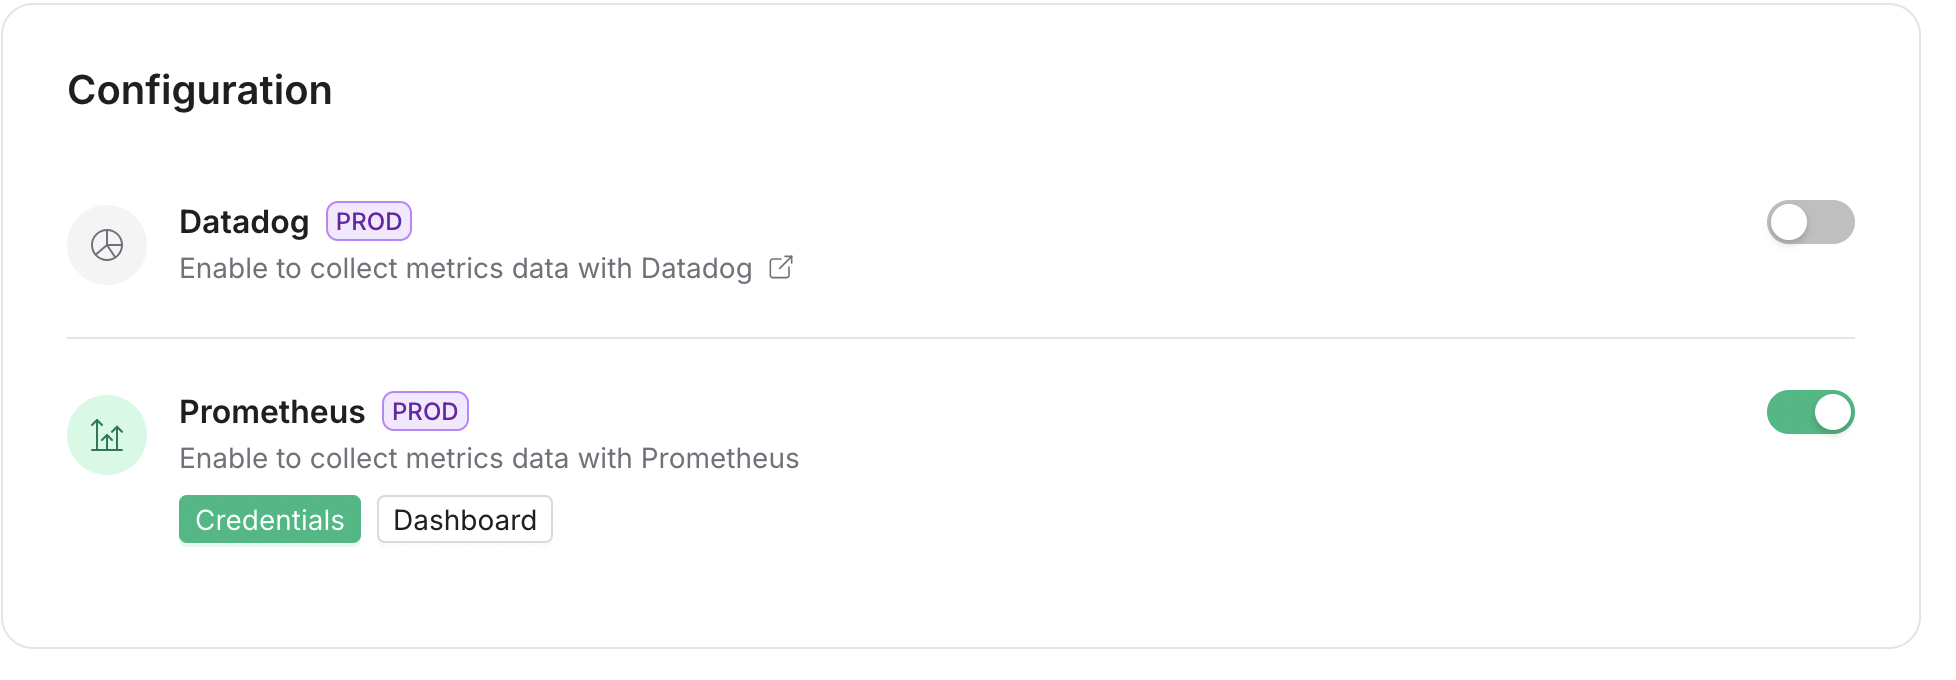 Configuration
Datadog PROD
Enable to collect metrics data with Datadog
Prometheus PROD
Enable to collect metrics data with Prometheus
Credentials Dashboard